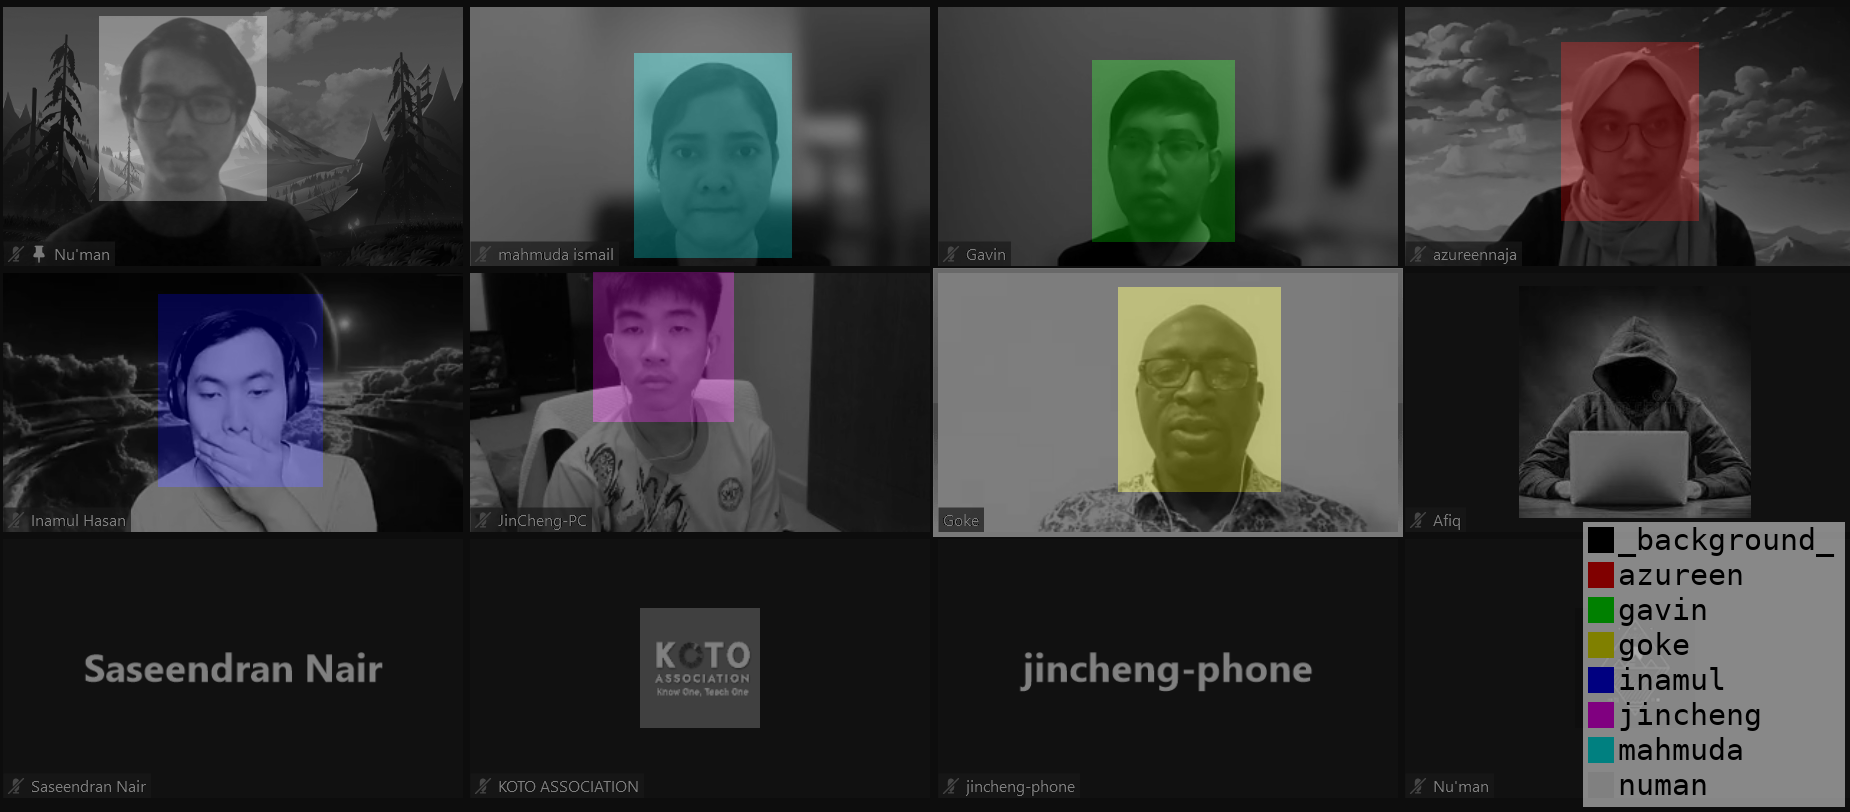 Nu'man
mahmuda ismail
Gavin
azureennaja
Inamul Hasan
JinCheng-PC
Goke
Afiq
Saseendran Nair
KOTO
ASSOCIATION
Know One, Teach One
jincheng-phone
Saseendran Nair
KOTO ASSOCIATION
jincheng-phone
Nu'man
_background_
azureen
gavin
goke
inamul
jincheng
mahmuda
numan